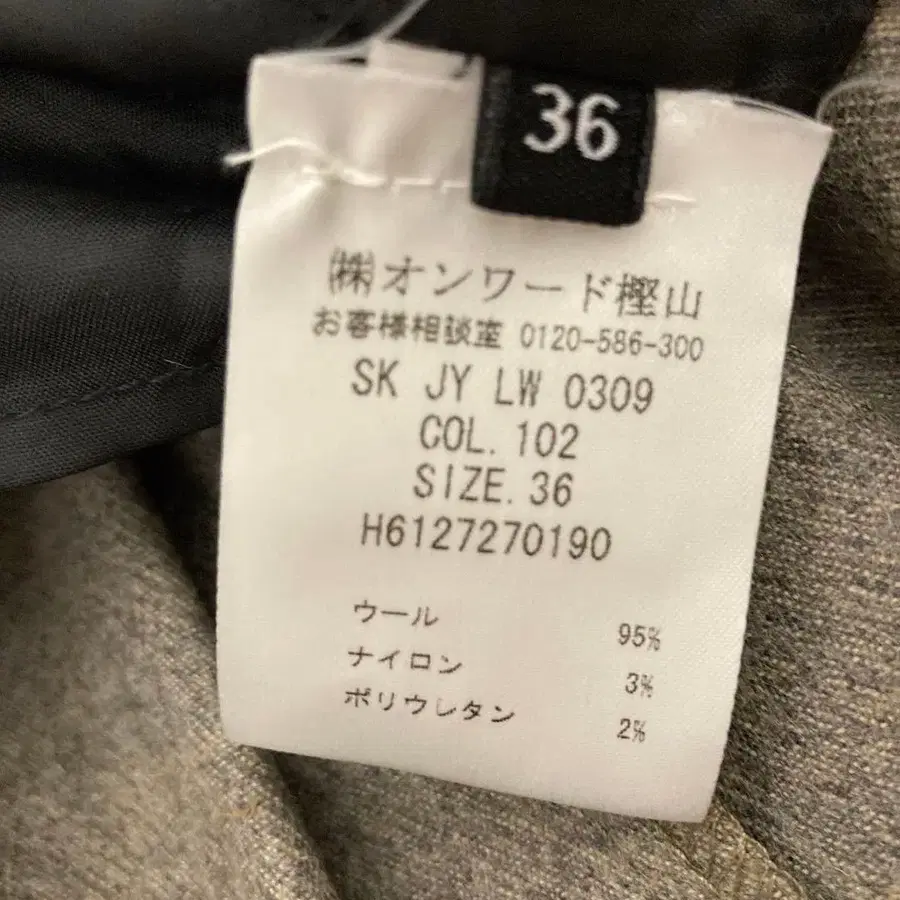 36
㈱オンワード樫山
お客様相談室 0120-586-300
SK JY LW 0309
COL. 102
SIZE. 36
H6127270190
ウール 95%
ナイロン 3%
ポリウレタン 2%